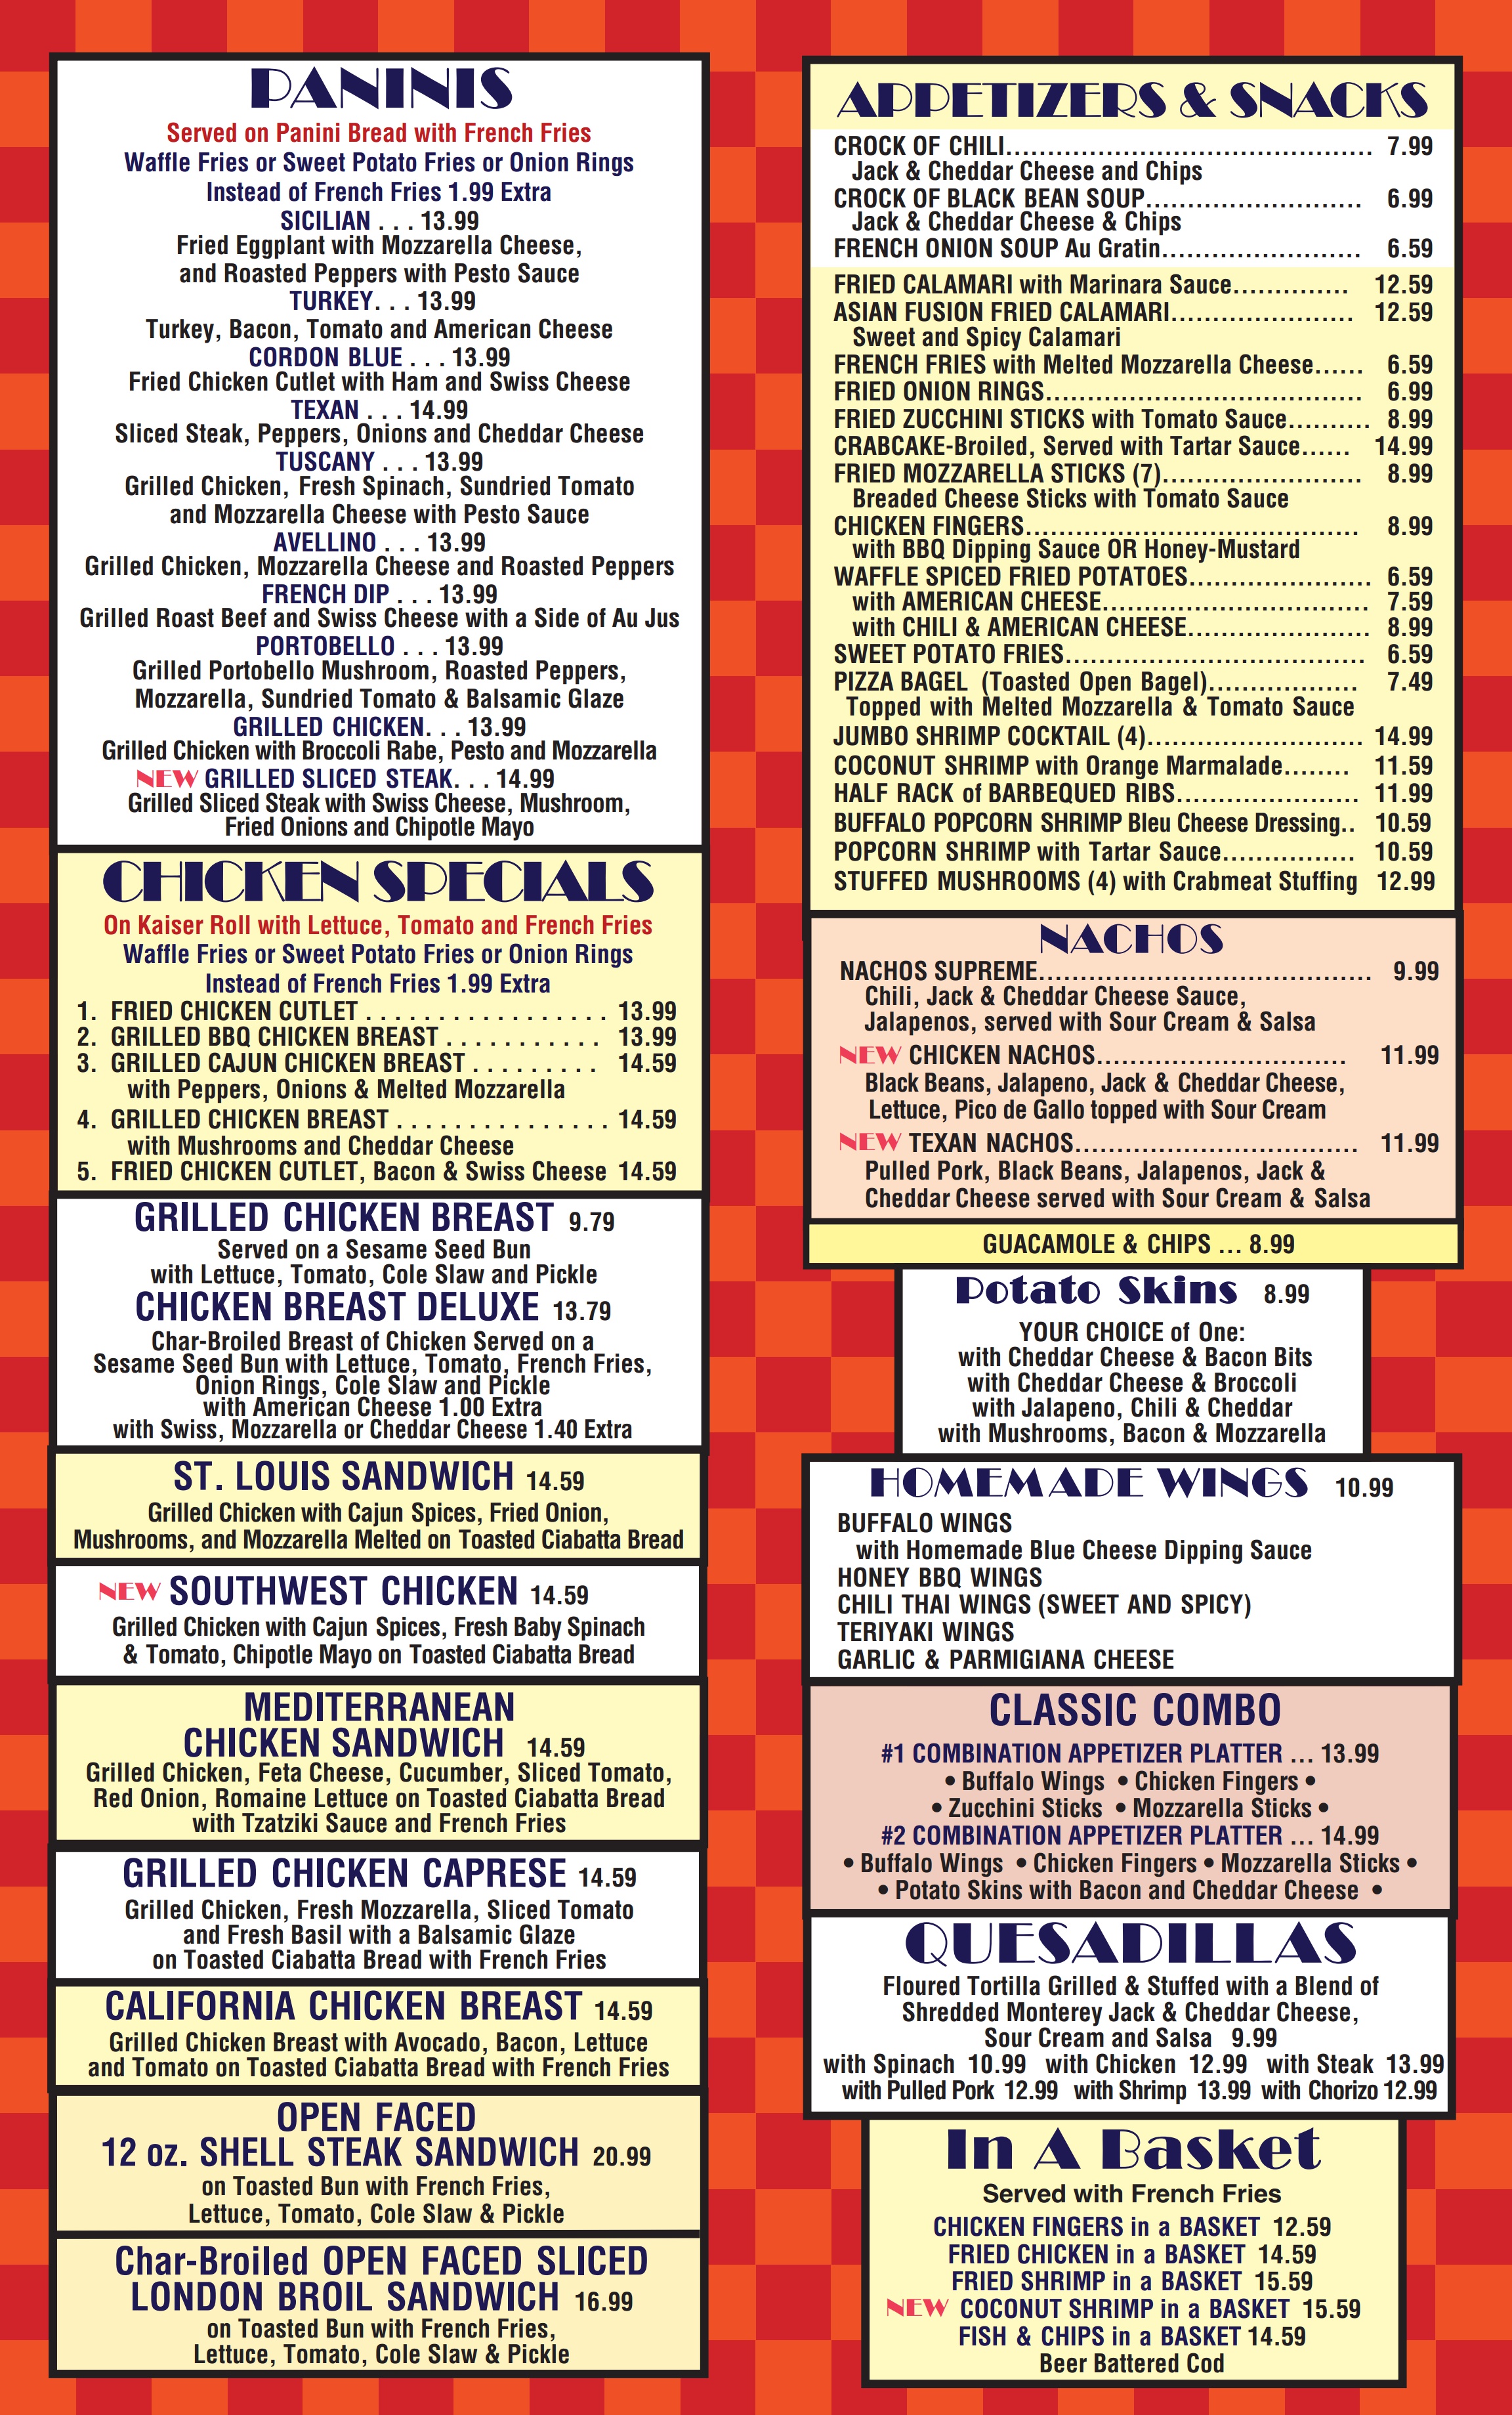 PANINIS
Served on Panini Bread with French Fries
Waffle Fries or Sweet Potato Fries or Onion Rings
Instead of French Fries 1.99 Extra
SICILIAN . . . 13.99
Fried Eggplant with Mozzarella Cheese,
and Roasted Peppers with Pesto Sauce
TURKEY. . . 13.99
Turkey, Bacon, Tomato and American Cheese
CORDON BLUE . . . 13.99
Fried Chicken Cutlet with Ham and Swiss Cheese
TEXAN . . . 14.99
Sliced Steak, Peppers, Onions and Cheddar Cheese
TUSCANY . . . 13.99
Grilled Chicken, Fresh Spinach, Sundried Tomato
and Mozzarella Cheese with Pesto Sauce
AVELLINO . . . 13.99
Grilled Chicken, Mozzarella Cheese and Roasted Peppers
FRENCH DIP . . . 13.99
Grilled Roast Beef and Swiss Cheese with a Side of Au Jus
PORTOBELLO . . . 13.99
Grilled Portobello Mushroom, Roasted Peppers,
Mozzarella, Sundried Tomato & Balsamic Glaze
GRILLED CHICKEN. . . 13.99
Grilled Chicken with Broccoli Rabe, Pesto and Mozzarella
NEW GRILLED SLICED STEAK. . . 14.99
Grilled Sliced Steak with Swiss Cheese, Mushroom,
Fried Onions and Chipotle Mayo
CHICKEN SPECIALS
On Kaiser Roll with Lettuce, Tomato and French Fries
Waffle Fries or Sweet Potato Fries or Onion Rings
Instead of French Fries 1.99 Extra
1. FRIED CHICKEN CUTLET . . . . . . . . . . . . . . . . . 13.99
2. GRILLED BBQ CHICKEN BREAST . . . . . . . . . . . 13.99
3. GRILLED CAJUN CHICKEN BREAST . . . . . . . . . 14.59
with Peppers, Onions & Melted Mozzarella
4. GRILLED CHICKEN BREAST . . . . . . . . . . . . . . . 14.59
with Mushrooms and Cheddar Cheese
5. FRIED CHICKEN CUTLET, Bacon & Swiss Cheese 14.59
GRILLED CHICKEN BREAST 9.79
Served on a Sesame Seed Bun
with Lettuce, Tomato, Cole Slaw and Pickle
CHICKEN BREAST DELUXE 13.79
Char-Broiled Breast of Chicken Served on a
Sesame Seed Bun with Lettuce, Tomato, French Fries,
Onion Rings, Cole Slaw and Pickle
with American Cheese 1.00 Extra
with Swiss, Mozzarella or Cheddar Cheese 1.40 Extra
ST. LOUIS SANDWICH 14.59
Grilled Chicken with Cajun Spices, Fried Onion,
Mushrooms, and Mozzarella Melted on Toasted Ciabatta Bread
NEW SOUTHWEST CHICKEN 14.59
Grilled Chicken with Cajun Spices, Fresh Baby Spinach
& Tomato, Chipotle Mayo on Toasted Ciabatta Bread
MEDITERRANEAN
CHICKEN SANDWICH 14.59
Grilled Chicken, Feta Cheese, Cucumber, Sliced Tomato,
Red Onion, Romaine Lettuce on Toasted Ciabatta Bread
with Tzatziki Sauce and French Fries
GRILLED CHICKEN CAPRESE 14.59
Grilled Chicken, Fresh Mozzarella, Sliced Tomato
and Fresh Basil with a Balsamic Glaze
on Toasted Ciabatta Bread with French Fries
CALIFORNIA CHICKEN BREAST 14.59
Grilled Chicken Breast with Avocado, Bacon, Lettuce
and Tomato on Toasted Ciabatta Bread with French Fries
OPEN FACED
12 oz. SHELL STEAK SANDWICH 20.99
on Toasted Bun with French Fries,
Lettuce, Tomato, Cole Slaw & Pickle
Char-Broiled OPEN FACED SLICED
LONDON BROIL SANDWICH 16.99
on Toasted Bun with French Fries,
Lettuce, Tomato, Cole Slaw & Pickle
APPETIZERS & SNACKS
CROCK OF CHILI............................................ 7.99
Jack & Cheddar Cheese and Chips
CROCK OF BLACK BEAN SOUP.......................... 6.99
Jack & Cheddar Cheese & Chips
FRENCH ONION SOUP Au Gratin........................ 6.59
FRIED CALAMARI with Marinara Sauce.............. 12.59
ASIAN FUSION FRIED CALAMARI...................... 12.59
Sweet and Spicy Calamari
FRENCH FRIES with Melted Mozzarella Cheese...... 6.59
FRIED ONION RINGS...................................... 6.99
FRIED ZUCCHINI STICKS with Tomato Sauce.......... 8.99
CRABCAKE-Broiled, Served with Tartar Sauce...... 14.99
FRIED MOZZARELLA STICKS (7)........................ 8.99
Breaded Cheese Sticks with Tomato Sauce
CHICKEN FINGERS........................................ 8.99
with BBQ Dipping Sauce OR Honey-Mustard
WAFFLE SPICED FRIED POTATOES...................... 6.59
with AMERICAN CHEESE................................ 7.59
with CHILI & AMERICAN CHEESE...................... 8.99
SWEET POTATO FRIES.................................... 6.59
PIZZA BAGEL (Toasted Open Bagel).................. 7.49
Topped with Melted Mozzarella & Tomato Sauce
JUMBO SHRIMP COCKTAIL (4).......................... 14.99
COCONUT SHRIMP with Orange Marmalade........ 11.59
HALF RACK of BARBEQUED RIBS...................... 11.99
BUFFALO POPCORN SHRIMP Bleu Cheese Dressing.. 10.59
POPCORN SHRIMP with Tartar Sauce................ 10.59
STUFFED MUSHROOMS (4) with Crabmeat Stuffing 12.99
NACHOS
NACHOS SUPREME........................................ 9.99
Chili, Jack & Cheddar Cheese Sauce,
Jalapenos, served with Sour Cream & Salsa
NEW CHICKEN NACHOS.............................. 11.99
Black Beans, Jalapeno, Jack & Cheddar Cheese,
Lettuce, Pico de Gallo topped with Sour Cream
NEW TEXAN NACHOS.................................. 11.99
Pulled Pork, Black Beans, Jalapenos, Jack &
Cheddar Cheese served with Sour Cream & Salsa
GUACAMOLE & CHIPS ... 8.99
Potato Skins 8.99
YOUR CHOICE of One:
with Cheddar Cheese & Bacon Bits
with Cheddar Cheese & Broccoli
with Jalapeno, Chili & Cheddar
with Mushrooms, Bacon & Mozzarella
HOMEMADE WINGS 10.99
BUFFALO WINGS
with Homemade Blue Cheese Dipping Sauce
HONEY BBQ WINGS
CHILI THAI WINGS (SWEET AND SPICY)
TERIYAKI WINGS
GARLIC & PARMIGIANA CHEESE
CLASSIC COMBO
#1 COMBINATION APPETIZER PLATTER ... 13.99
• Buffalo Wings • Chicken Fingers •
• Zucchini Sticks • Mozzarella Sticks •
#2 COMBINATION APPETIZER PLATTER ... 14.99
• Buffalo Wings • Chicken Fingers • Mozzarella Sticks •
• Potato Skins with Bacon and Cheddar Cheese •
QUESADILLAS
Floured Tortilla Grilled & Stuffed with a Blend of
Shredded Monterey Jack & Cheddar Cheese,
Sour Cream and Salsa 9.99
with Spinach 10.99 with Chicken 12.99 with Steak 13.99
with Pulled Pork 12.99 with Shrimp 13.99 with Chorizo 12.99
In A Basket
Served with French Fries
CHICKEN FINGERS in a BASKET 12.59
FRIED CHICKEN in a BASKET 14.59
FRIED SHRIMP in a BASKET 15.59
NEW COCONUT SHRIMP in a BASKET 15.59
FISH & CHIPS in a BASKET 14.59
Beer Battered Cod